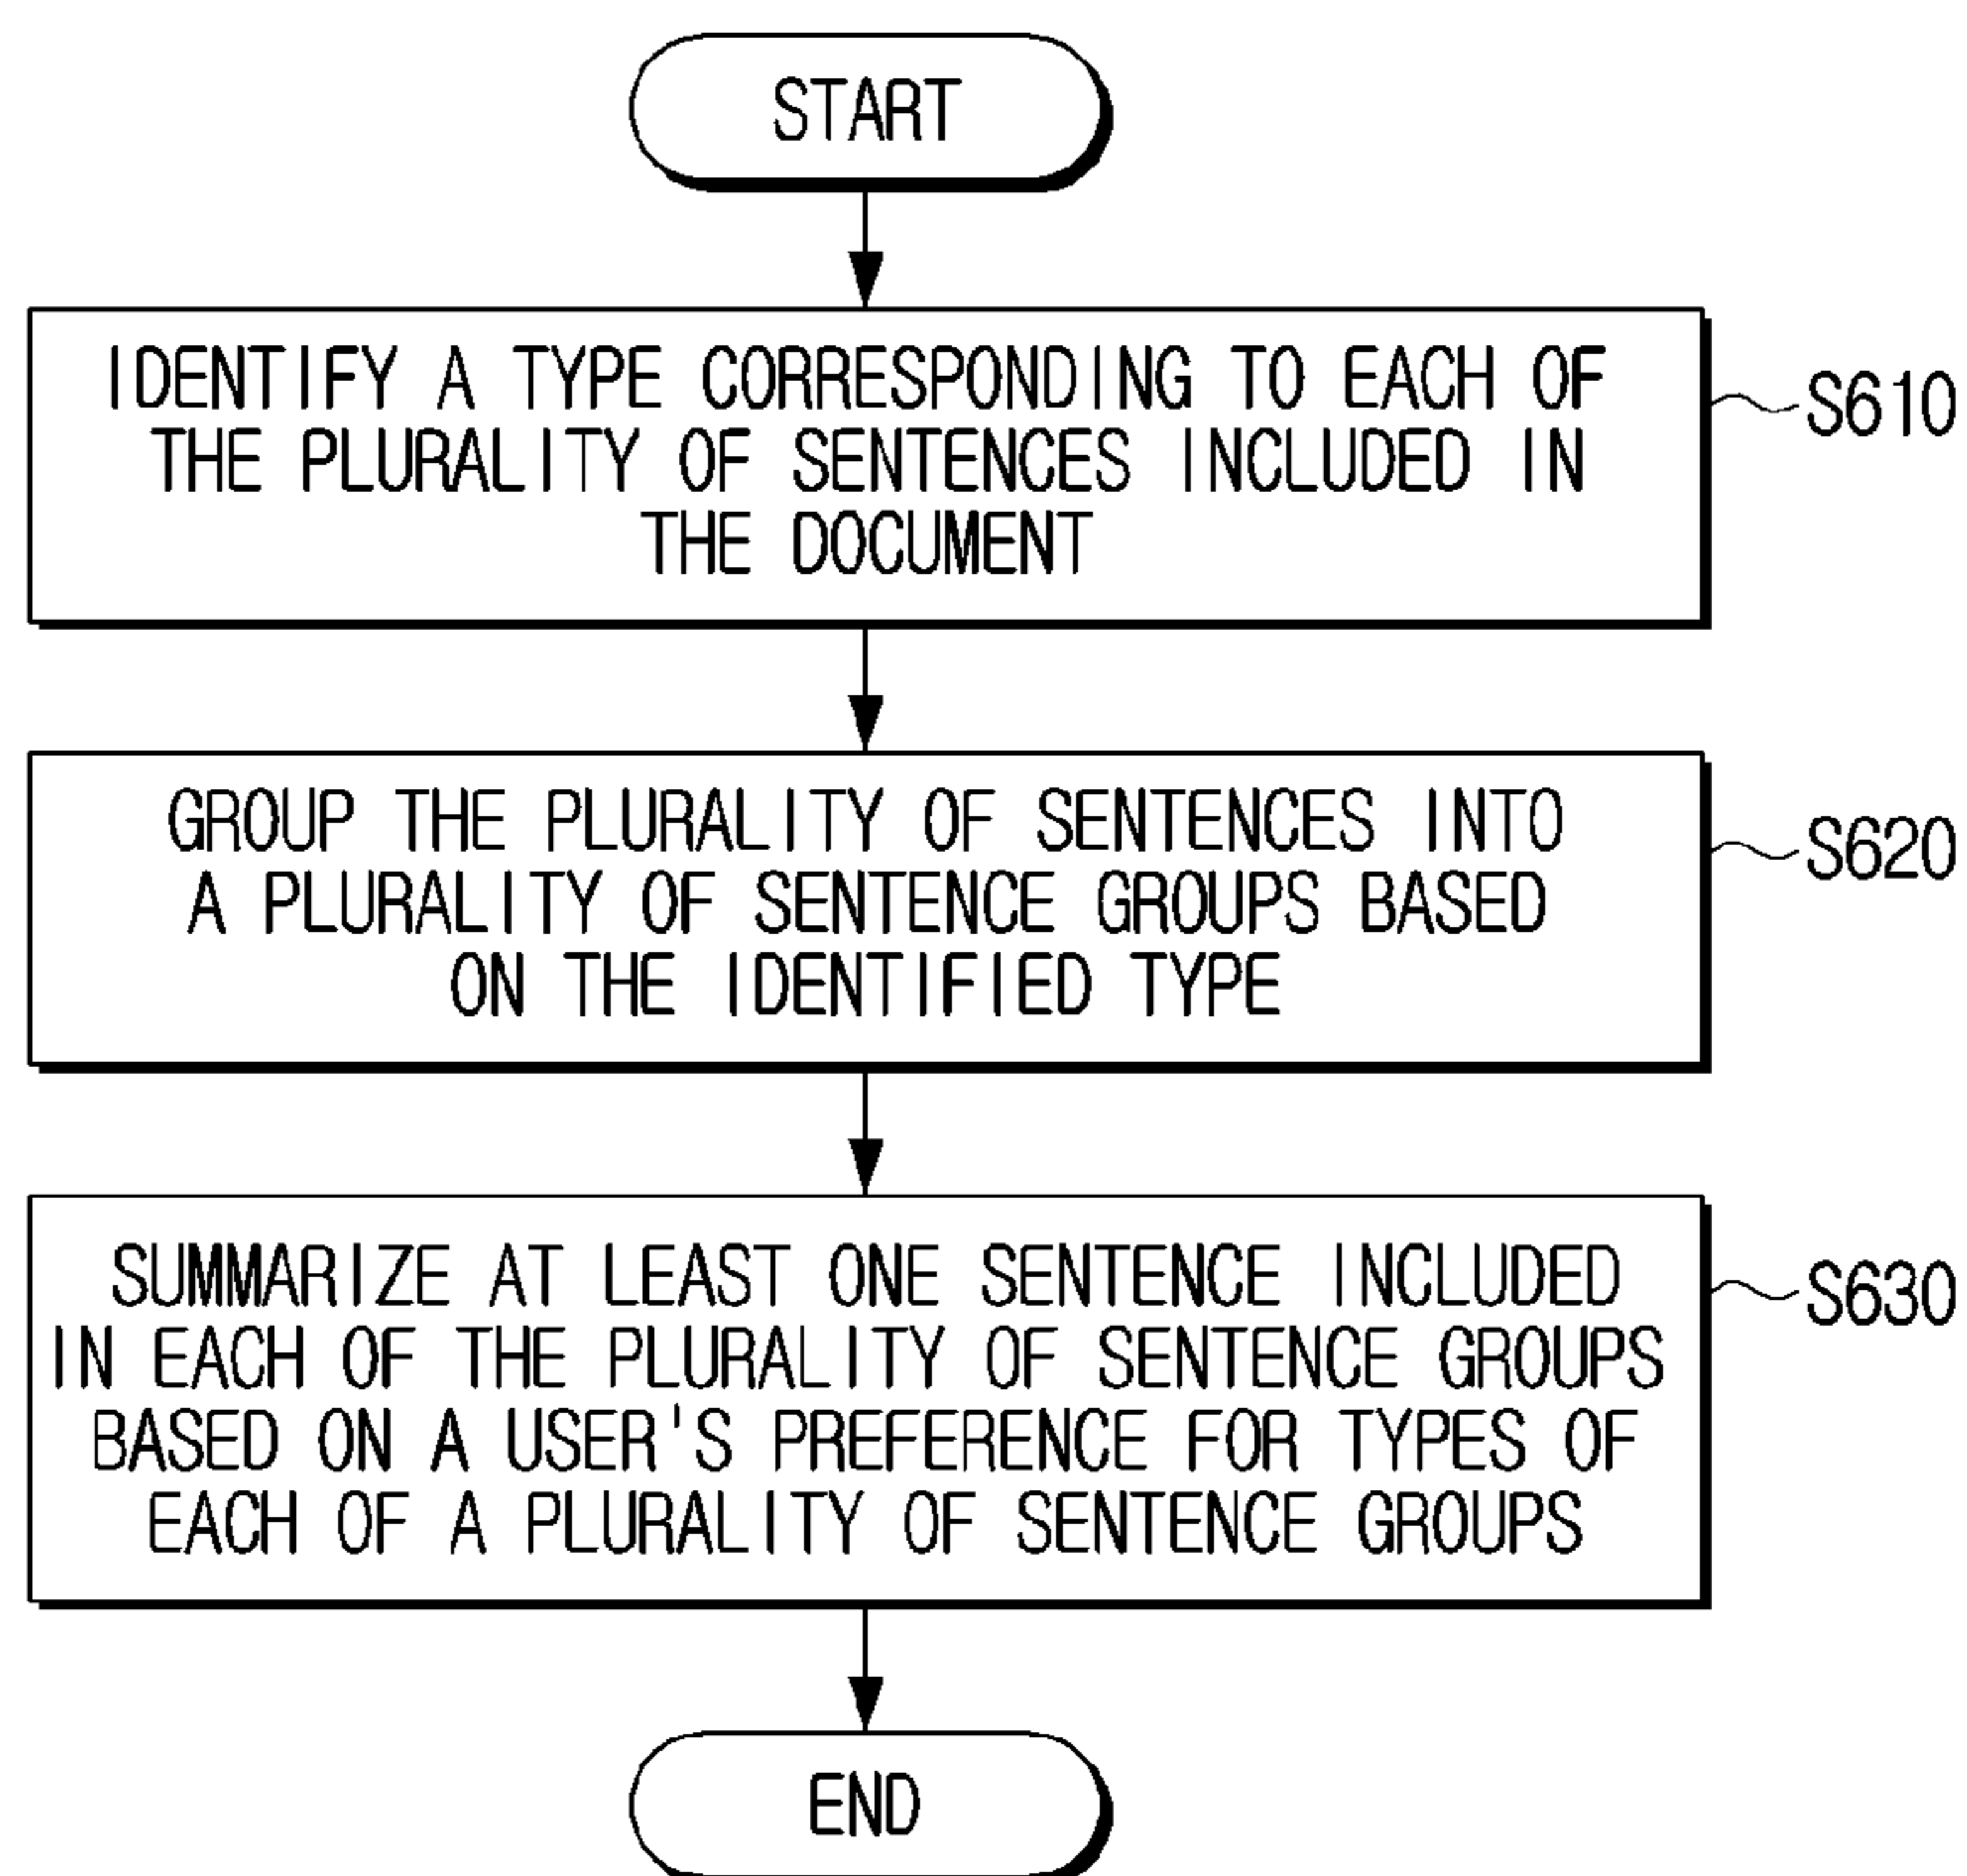 START
IDENTIFY A TYPE CORRESPONDING TO EACH OF
THE PLURALITY OF SENTENCES INCLUDED IN
THE DOCUMENT
S610
GROUP THE PLURALITY OF SENTENCES INTO
A PLURALITY OF SENTENCE GROUPS BASED
ON THE IDENTIFIED TYPE
S620
SUMMARIZE AT LEAST ONE SENTENCE INCLUDED
IN EACH OF THE PLURALITY OF SENTENCE GROUPS
BASED ON A USER'S PREFERENCE FOR TYPES OF
EACH OF A PLURALITY OF SENTENCE GROUPS
S630
END